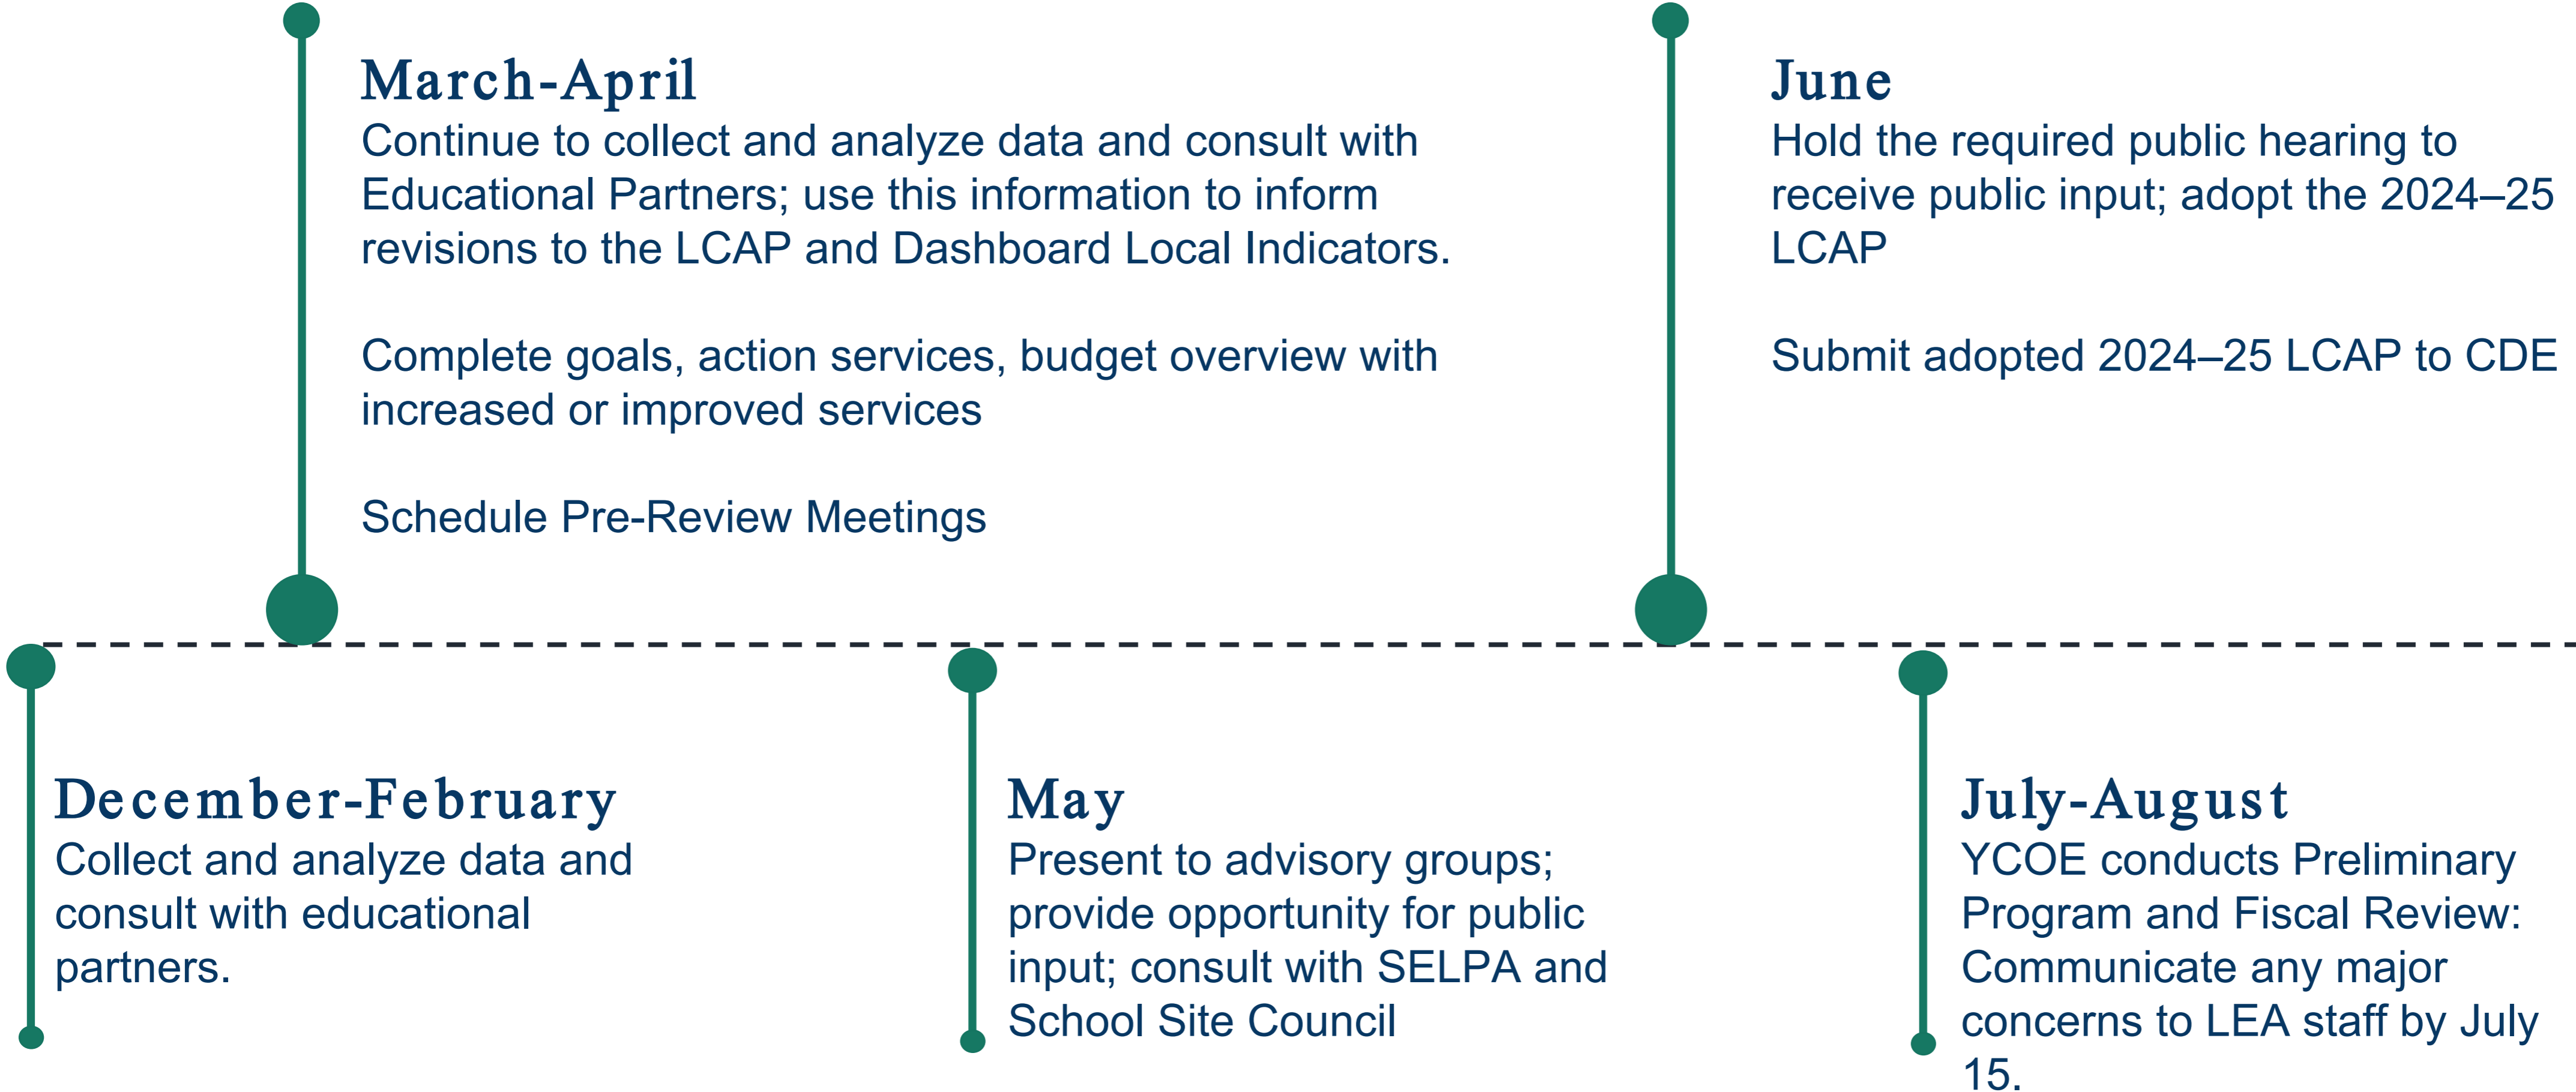 March-April
Continue to collect and analyze data and consult with
Educational Partners; use this information to inform
revisions to the LCAP and Dashboard Local Indicators.
Complete goals, action services, budget overview with
increased or improved services
Schedule Pre-Review Meetings
June
Hold the required public hearing to
receive public input; adopt the 2024–25
LCAP
Submit adopted 2024–25 LCAP to CDE
December-February
Collect and analyze data and
consult with educational
partners.
May
Present to advisory groups;
provide opportunity for public
input; consult with SELPA and
School Site Council
July-August
YCOE conducts Preliminary
Program and Fiscal Review:
Communicate any major
concerns to LEA staff by July
15.